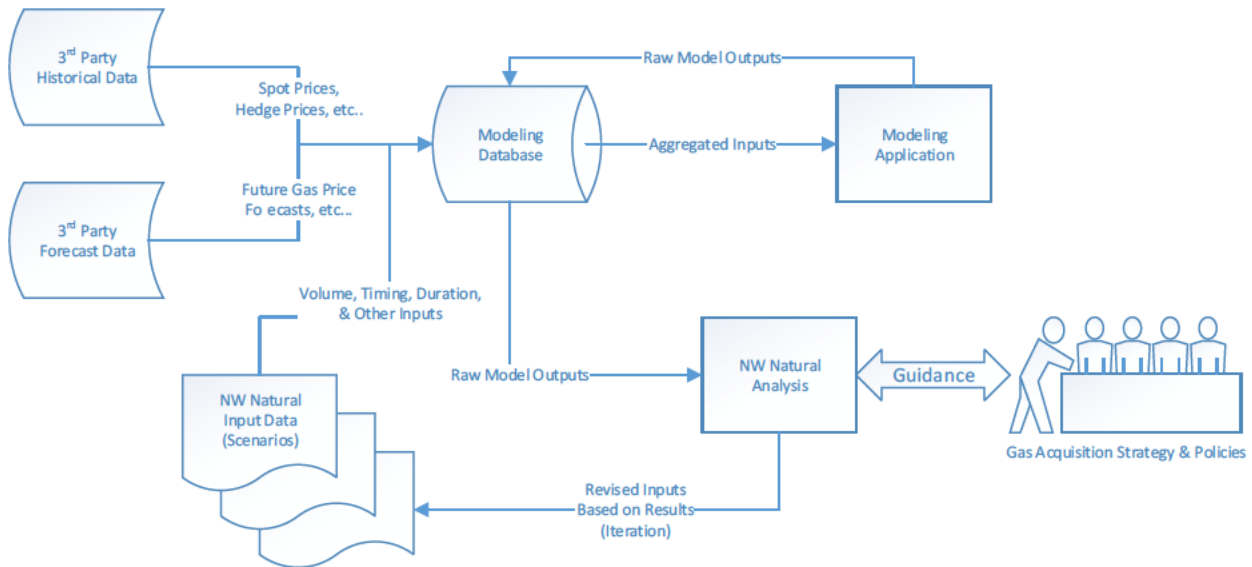 3rd Party
Historical Data
Spot Prices,
Hedge Prices, etc..
Raw Model Outputs
Modeling
Database
Aggregated Inputs
Modeling
Application
3rd Party
Forecast Data
Future Gas Price
Fo ecasts, etc...
Volume, Timing, Duration,
& Other Inputs
Raw Model Outputs
NW Natural
Analysis
Guidance
Gas Acquisition Strategy & Policies
NW Natural
Input Data
(Scenarios)
Revised Inputs
Based on Results
(Iteration)